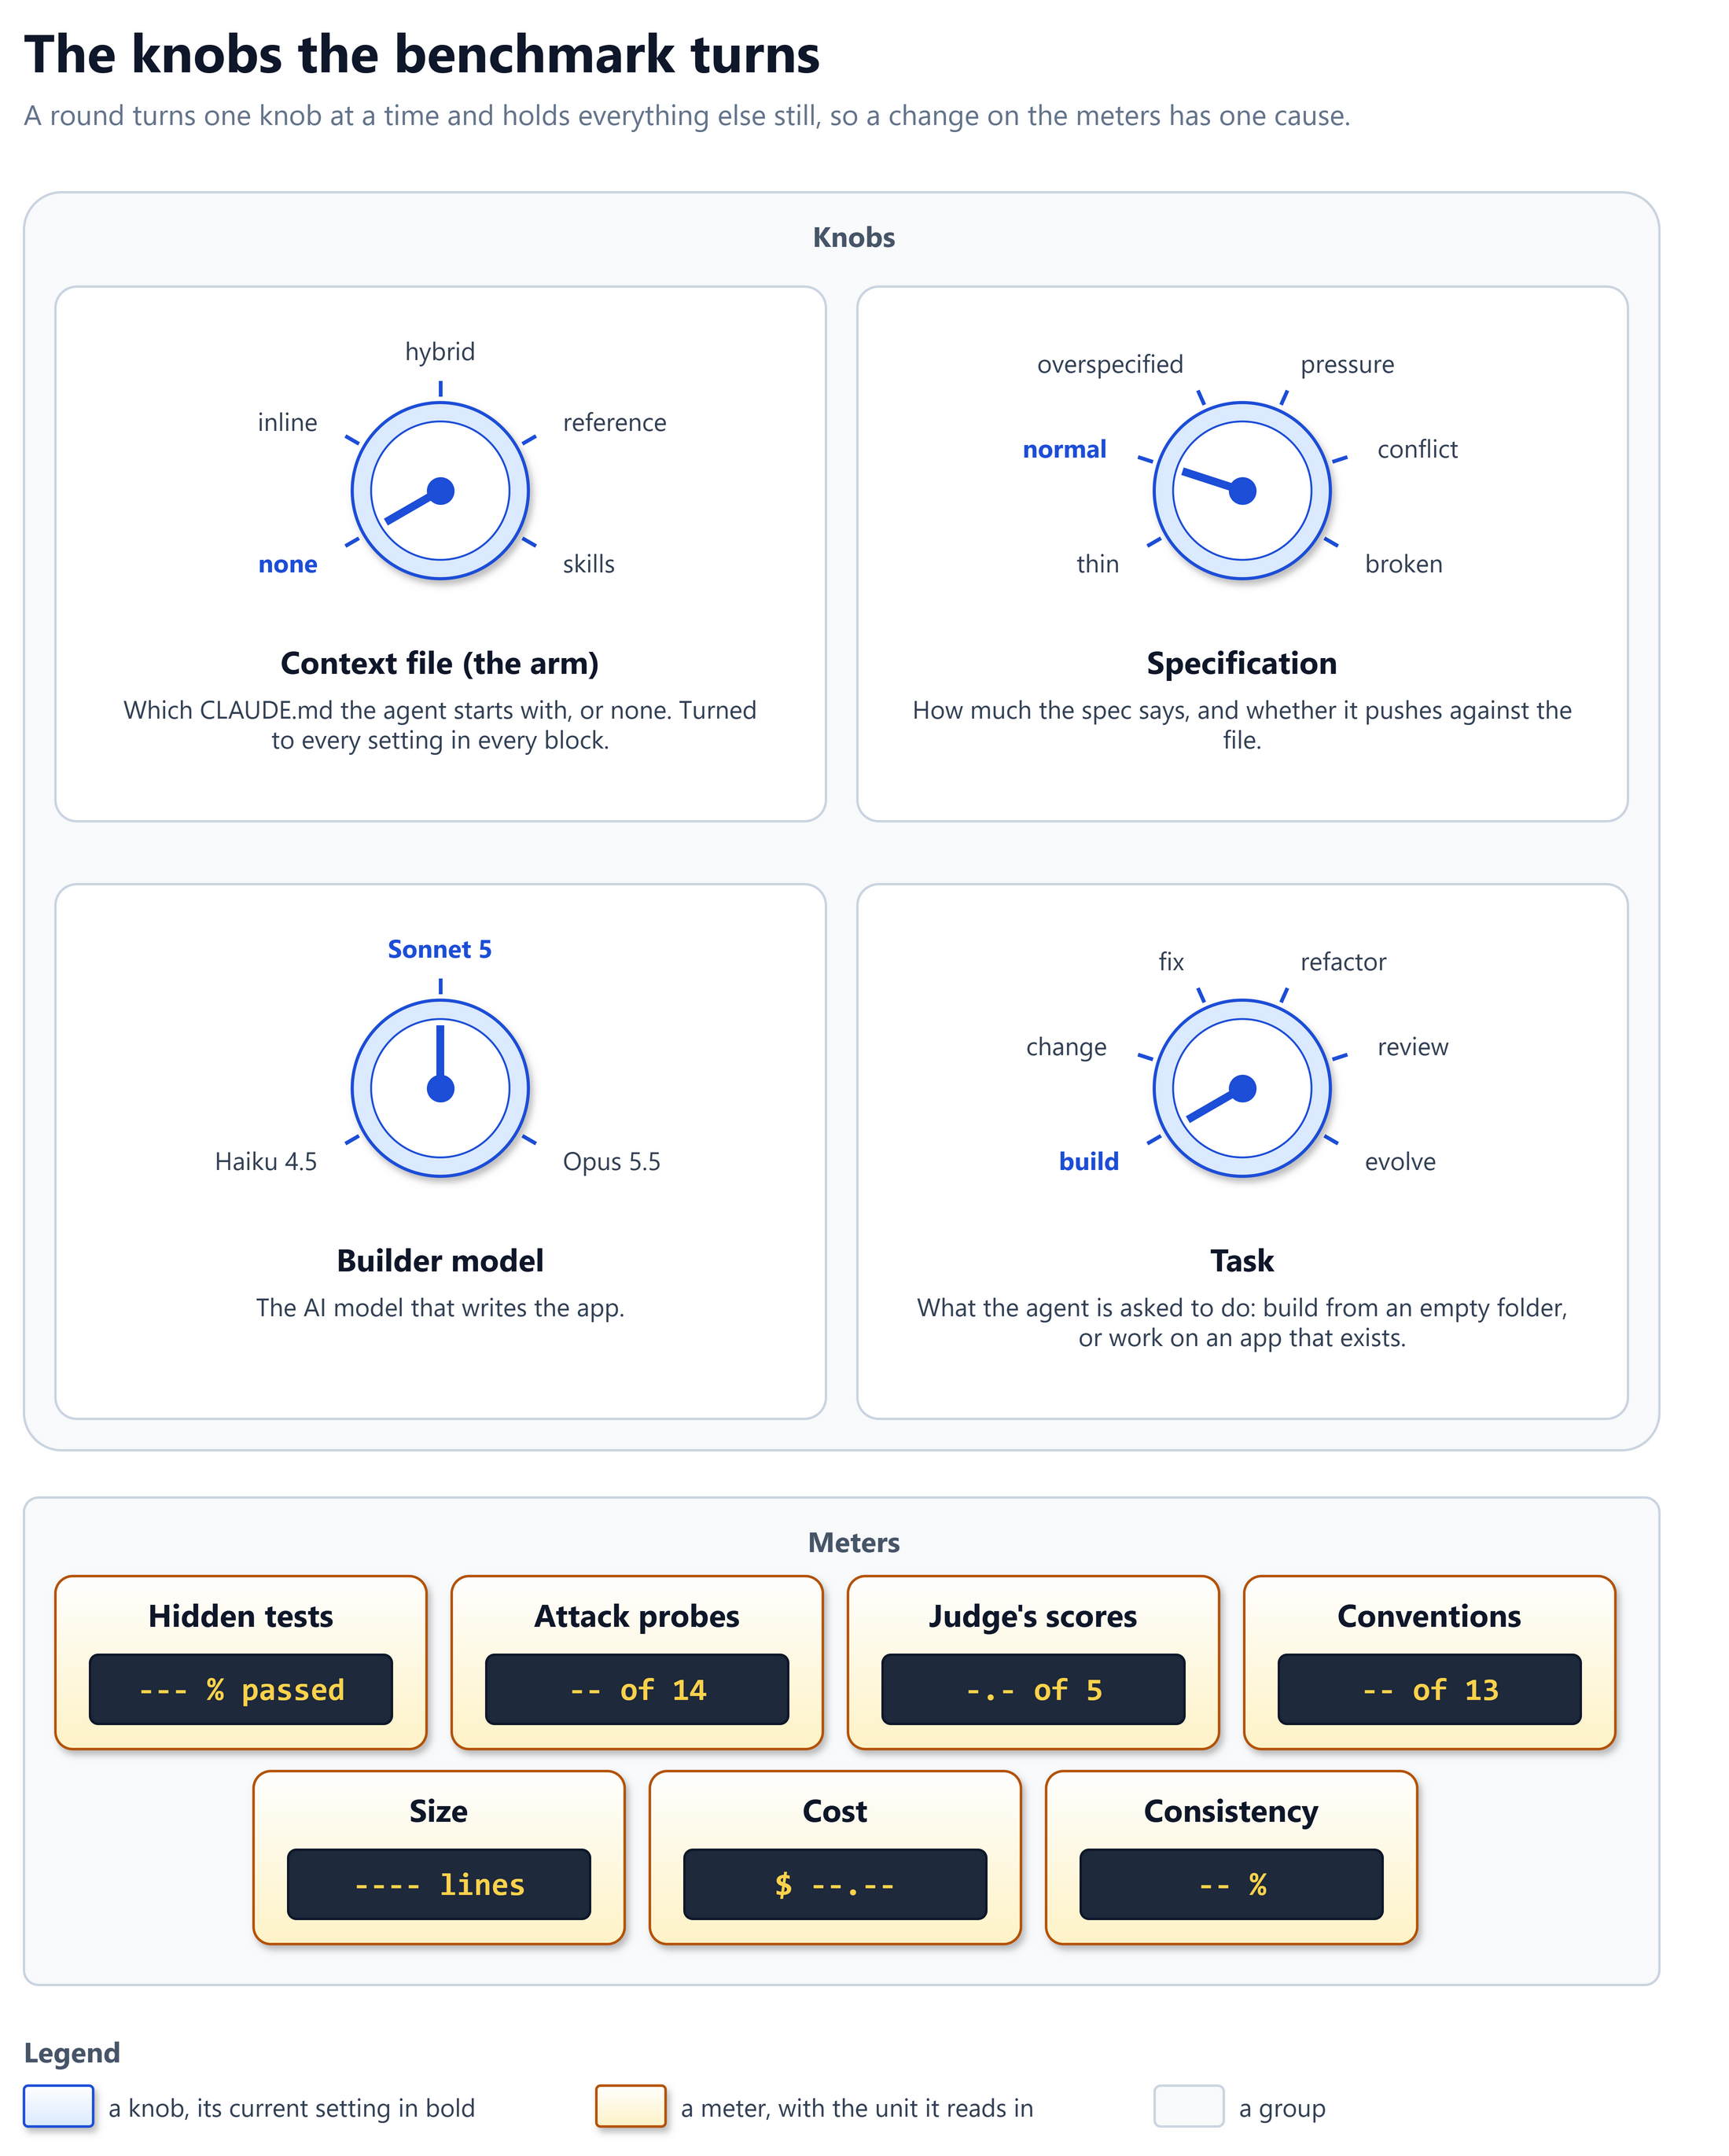 The knobs the benchmark turns
A round turns one knob at a time and holds everything else still, so a change on the meters has one cause.
Knobs
hybrid
inline
reference
none
skills
Context file (the arm)
Which CLAUDE.md the agent starts with, or none. Turned
to every setting in every block.
overspecified
pressure
normal
conflict
thin
broken
Specification
How much the spec says, and whether it pushes against the
file.
Sonnet 5
Haiku 4.5
Opus 5.5
Builder model
The AI model that writes the app.
fix
refactor
change
review
build
evolve
Task
What the agent is asked to do: build from an empty folder,
or work on an app that exists.
Meters
Hidden tests
--- % passed
Attack probes
-- of 14
Judge's scores
-.- of 5
Conventions
-- of 13
Size
---- lines
Cost
$ --.--
Consistency
-- %
Legend
a knob, its current setting in bold
a meter, with the unit it reads in
a group